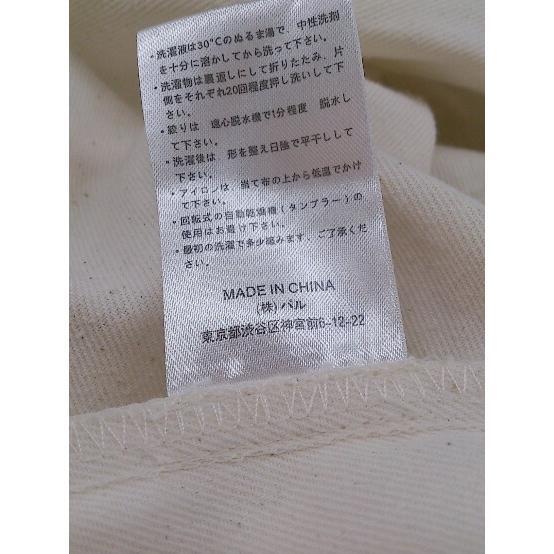 ・洗濯液は30°Cのぬるま湯で、中性洗剤
を十分に溶かしてから洗って下さい。
・洗濯物は裏返しにして折りたたみ、片
側をそれぞれ20回程度押し洗いして下
さい。
・絞りは 遠心脱水機で1分程度 脱水し
て下さい。
・洗濯後は 形を整え日陰で平干しして
下さい。
・アイロンは 当て布の上から低温でかけ
て下さい。
・回転式の自動乾燥機(タンブラー)の
使用はお避け下さい。
・最初の洗濯で多少縮みます、ご了承くだ
さい。
MADE IN CHINA
(株) パル
東京都渋谷区神宮前6-12-22